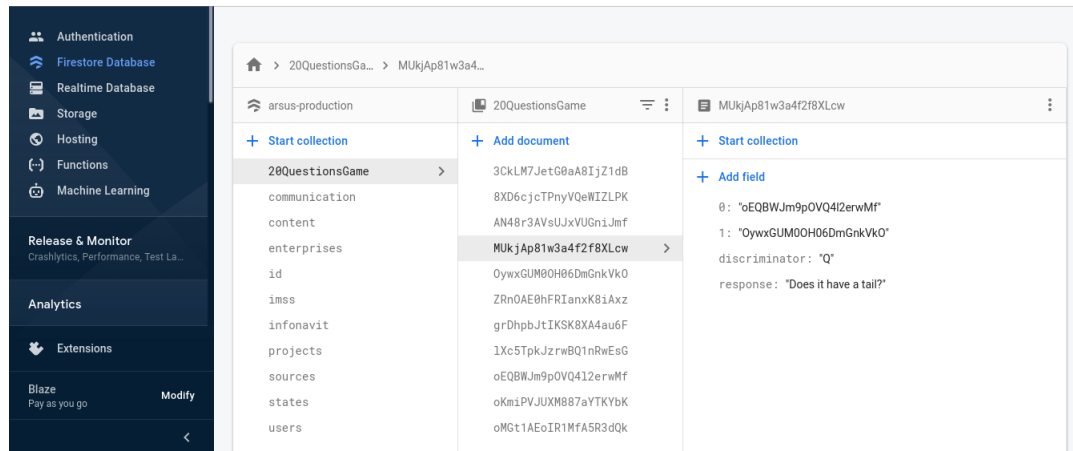 Authentication
Firestore Database
Realtime Database
Storage
Hosting
Functions
Machine Learning
Release & Monitor
Crashlytics, Performance, Test La...
Analytics
Extensions
Blaze
Pay as you go
Modify
20QuestionsGa...
MUkjAp81w3a4...
arsus-production
Start collection
20QuestionsGame
communication
content
enterprises
id
imss
infonavit
projects
sources
states
users
20QuestionsGame
Add document
3CkLM7JetG0aA8IjZ1dB
8XD6cjcTPnyVQeWIZLPK
AN48r3AVsUJxVUGniJmf
MUkjAp81w3a4f2f8XLcw
OywxGUM0OH06DmGnkVkO
ZRnOAE0hFRIanxK8iAxz
grDhpbJtIKSK8XA4au6F
lXc5TpkJzrwBQ1nRwEsG
oEQBWJm9pOVQ4l2erwMf
oKmiPVJUXM887aYTKYbK
oMGt1AEoIR1MfA5R3dQk
MUkjAp81w3a4f2f8XLcw
Start collection
Add field
0: "oEQBWJm9pOVQ4l2erwMf"
1: "OywxGUM0OH06DmGnkVkO"
discriminator: "Q"
response: "Does it have a tail?"